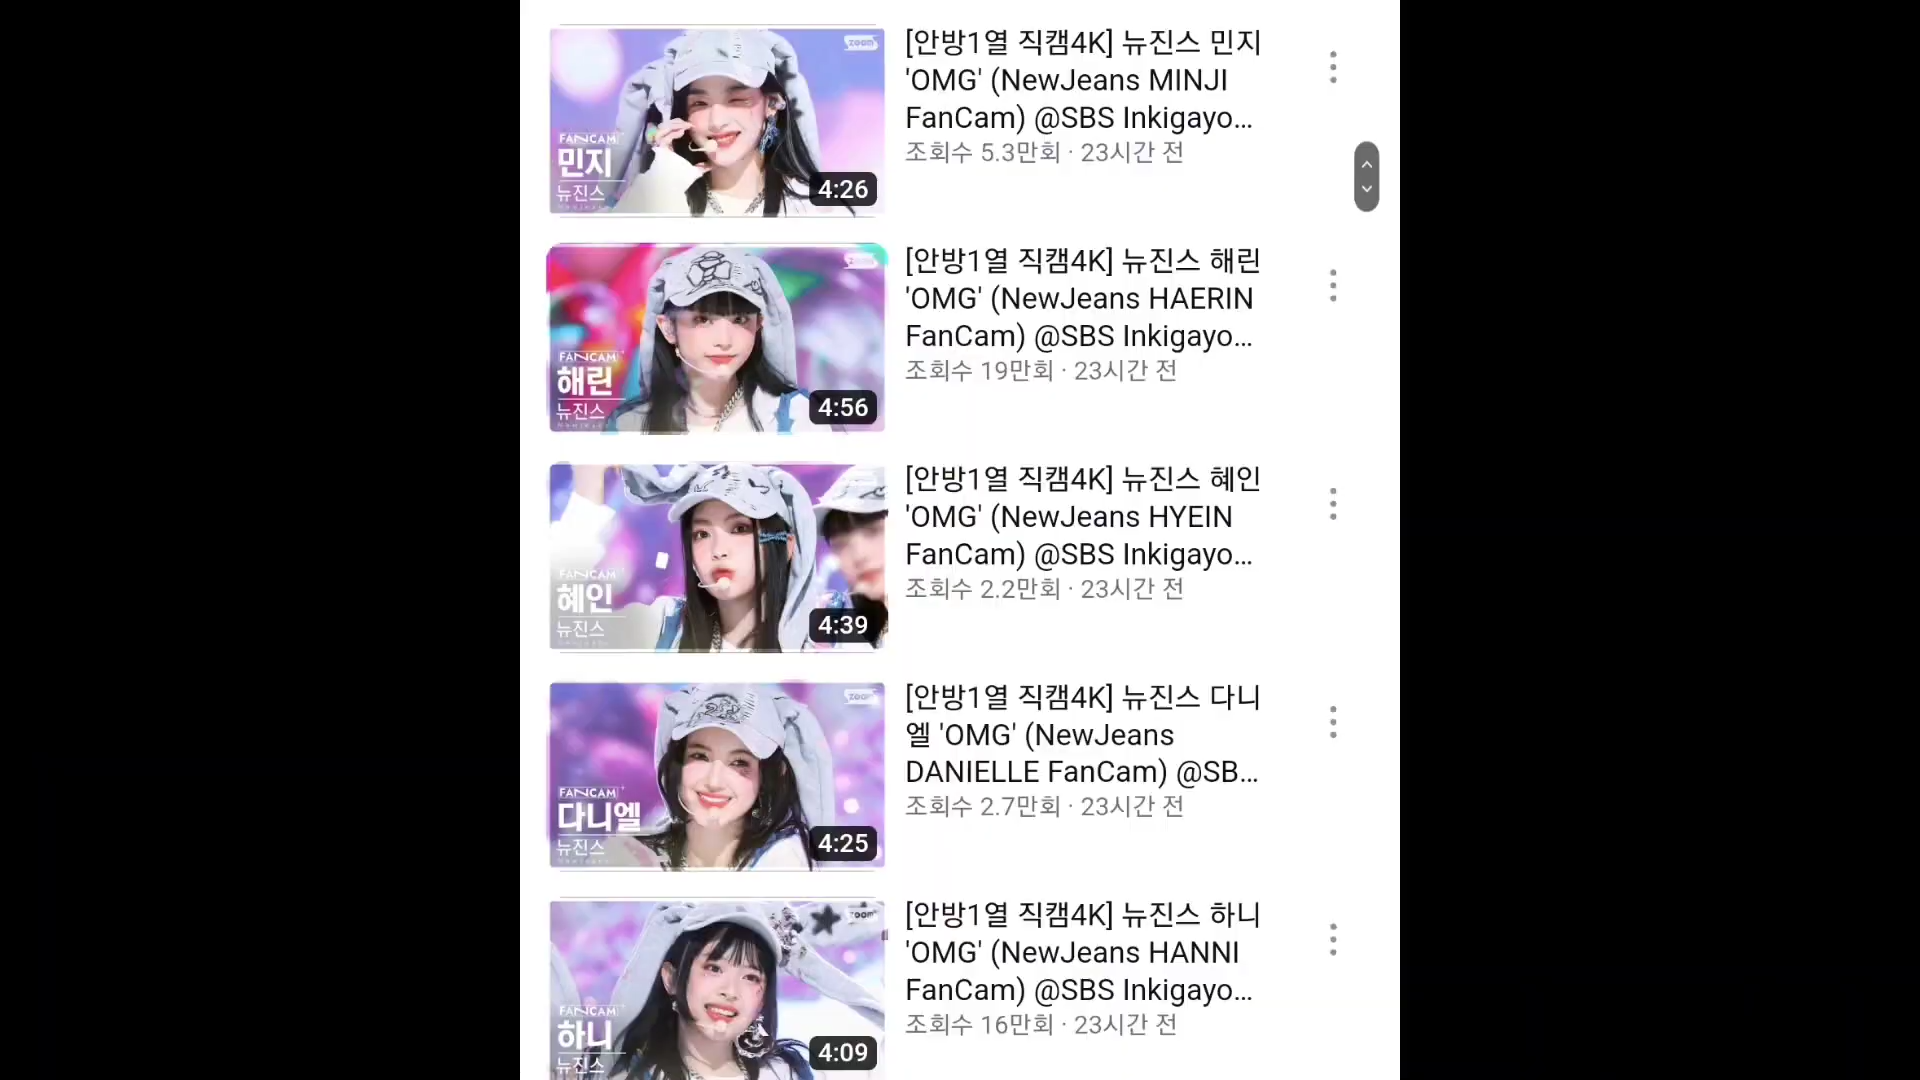 zoom
FANCAM
민지
뉴진스
4:26
[안방1열 직캠4K] 뉴진스 민지
'OMG' (NewJeans MINJI
FanCam) @SBS Inkigayo...
조회수 5.3만회 · 23시간 전
zoom
FANCAM
해린
뉴진스
4:56
[안방1열 직캠4K] 뉴진스 해린
'OMG' (NewJeans HAERIN
FanCam) @SBS Inkigayo...
조회수 19만회 · 23시간 전
FANCAM
혜인
뉴진스
4:39
[안방1열 직캠4K] 뉴진스 혜인
'OMG' (NewJeans HYEIN
FanCam) @SBS Inkigayo...
조회수 2.2만회 · 23시간 전
zoom
FANCAM
다니엘
뉴진스
4:25
[안방1열 직캠4K] 뉴진스 다니
엘 'OMG' (NewJeans
DANIELLE FanCam) @SB...
조회수 2.7만회 · 23시간 전
zoom
FANCAM
하니
뉴진스
4:09
[안방1열 직캠4K] 뉴진스 하니
'OMG' (NewJeans HANNI
FanCam) @SBS Inkigayo...
조회수 16만회 · 23시간 전